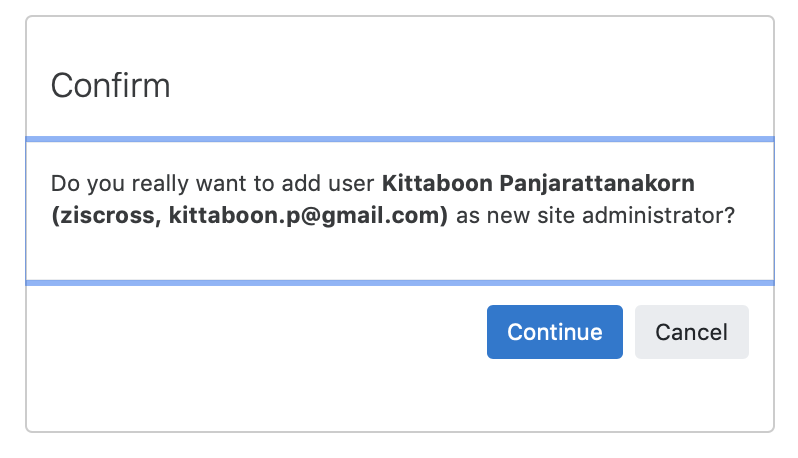 Confirm
Do you really want to add user Kittaboon Panjarattanakorn
(ziscross, kittaboon.p@gmail.com) as new site administrator?
Continue Cancel